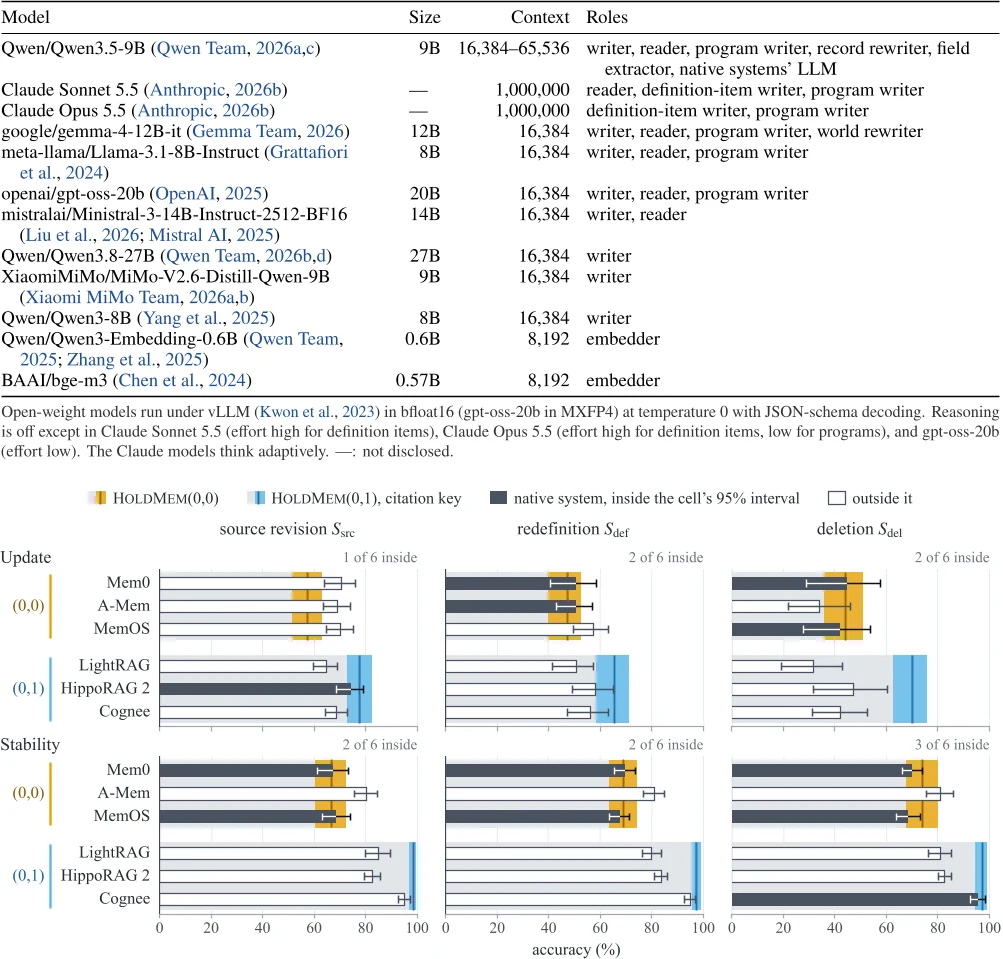 Model Size Context Roles
Qwen/Qwen3.5-9B (Qwen Team, 2026a,c) 9B 16,384–65,536 writer, reader, program writer, record rewriter, field
extractor, native systems' LLM
Claude Sonnet 5.5 (Anthropic, 2026b) — 1,000,000 reader, definition-item writer, program writer
Claude Opus 5.5 (Anthropic, 2026b) — 1,000,000 definition-item writer, program writer
google/gemma-4-12B-it (Gemma Team, 2026) 12B 16,384 writer, reader, program writer, world rewriter
meta-llama/Llama-3.1-8B-Instruct (Grattafiori 8B 16,384 writer, reader, program writer
et al., 2024)
openai/gpt-oss-20b (OpenAI, 2025) 20B 16,384 writer, reader, program writer
mistralai/Ministral-3-14B-Instruct-2512-BF16 14B 16,384 writer, reader
(Liu et al., 2026; Mistral AI, 2025)
Qwen/Qwen3.8-27B (Qwen Team, 2026b,d) 27B 16,384 writer
XiaomiMiMo/MiMo-V2.6-Distill-Qwen-9B 9B 16,384 writer
(Xiaomi MiMo Team, 2026a,b)
Qwen/Qwen3-8B (Yang et al., 2025) 8B 16,384 writer
Qwen/Qwen3-Embedding-0.6B (Qwen Team, 0.6B 8,192 embedder
2025; Zhang et al., 2025)
BAAI/bge-m3 (Chen et al., 2024) 0.57B 8,192 embedder
Open-weight models run under vLLM (Kwon et al., 2023) in bfloat16 (gpt-oss-20b in MXFP4) at temperature 0 with JSON-schema decoding. Reasoning
is off except in Claude Sonnet 5.5 (effort high for definition items), Claude Opus 5.5 (effort high for definition items, low for programs), and gpt-oss-20b
(effort low). The Claude models think adaptively. —: not disclosed.
HOLDMEM(0,0) HOLDMEM(0,1), citation key native system, inside the cell's 95% interval outside it
source revision Ssrc redefinition Sdef deletion Sdel
Update 1 of 6 inside 2 of 6 inside 2 of 6 inside
Mem0
(0,0) A-Mem
MemOS
LightRAG
(0,1) HippoRAG 2
Cognee
Stability 2 of 6 inside 2 of 6 inside 3 of 6 inside
Mem0
(0,0) A-Mem
MemOS
LightRAG
(0,1) HippoRAG 2
Cognee
0 20 40 60 80 100 0 20 40 60 80 100 0 20 40 60 80 100
accuracy (%)